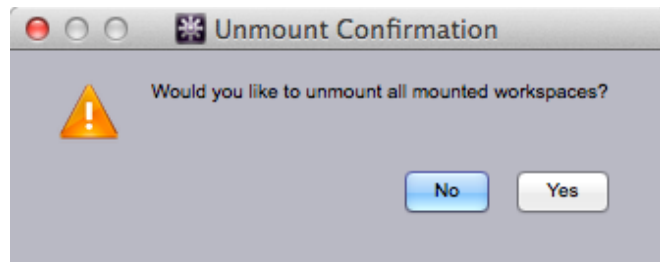 Unmount Confirmation
Would you like to unmount all mounted workspaces?
No Yes